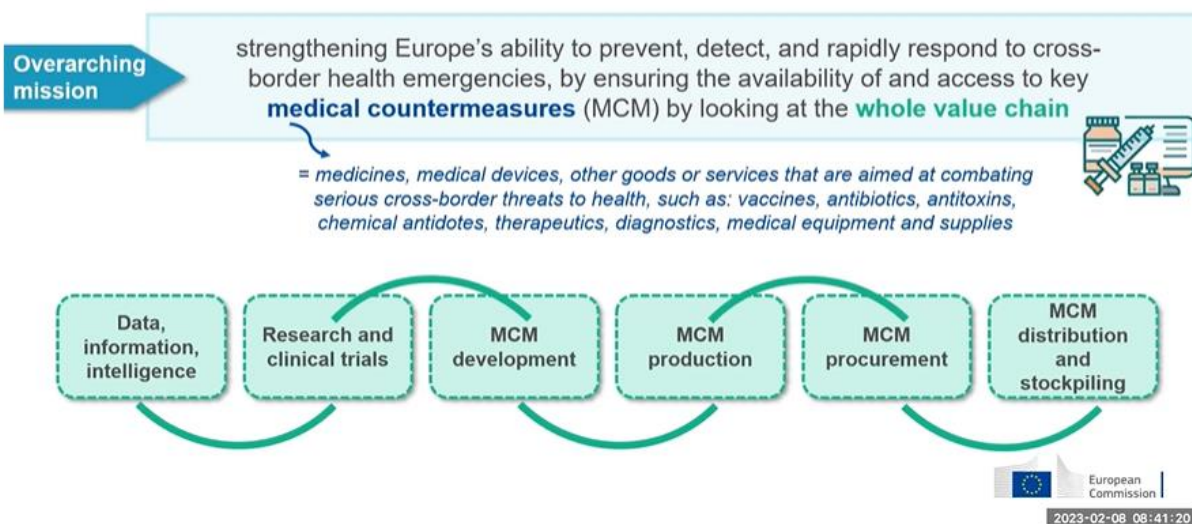 Overarching
mission
strengthening Europe's ability to prevent, detect, and rapidly respond to cross-
border health emergencies, by ensuring the availability of and access to key
medical countermeasures (MCM) by looking at the whole value chain
= medicines, medical devices, other goods or services that are aimed at combating
serious cross-border threats to health, such as: vaccines, antibiotics, antitoxins,
chemical antidotes, therapeutics, diagnostics, medical equipment and supplies
Data,
information,
intelligence
Research and
clinical trials
MCM
development
MCM
production
MCM
procurement
MCM
distribution
and
stockpiling
European
Commission
2023-02-08 08:41:20